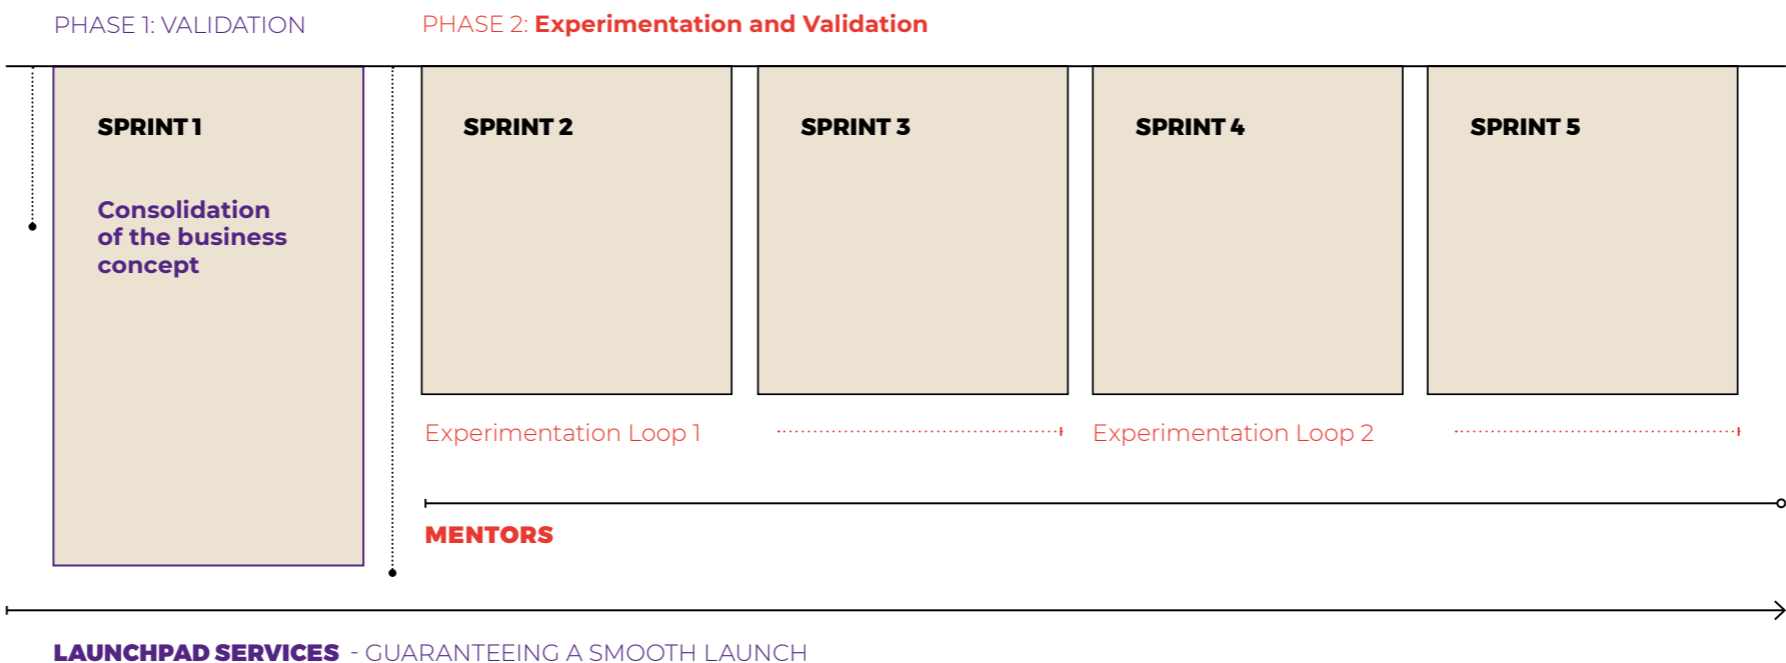 PHASE 1: VALIDATION
PHASE 2: Experimentation and Validation
SPRINT 1
Consolidation
of the business
concept
SPRINT 2
SPRINT 3
SPRINT 4
SPRINT 5
Experimentation Loop 1
Experimentation Loop 2
MENTORS
LAUNCHPAD SERVICES - GUARANTEEING A SMOOTH LAUNCH